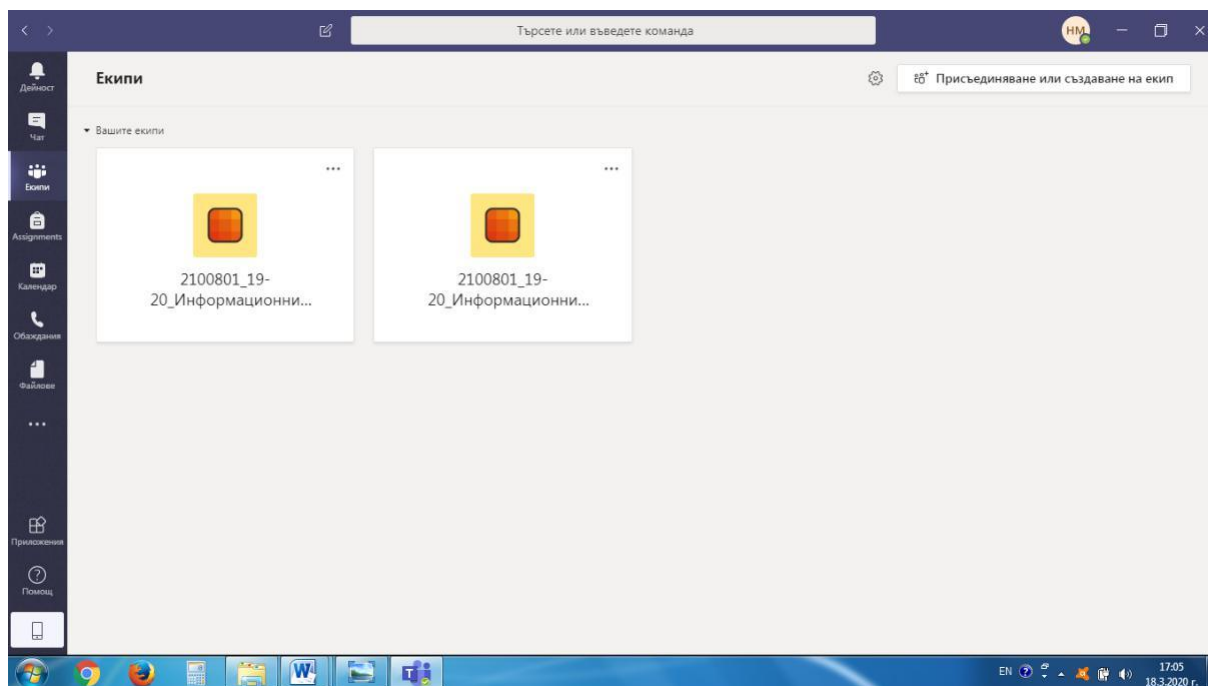 Търсете или въведете команда
НМ
Дейност
Чат
Екипи
Assignments
Календар
Обаждания
Файлове
Приложения
Помощ
Екипи
Присъединяване или създаване на екип
Вашите екипи
2100801_19-
20_Информационни...
2100801_19-
20_Информационни...
EN
17:05
18.3.2020 г.